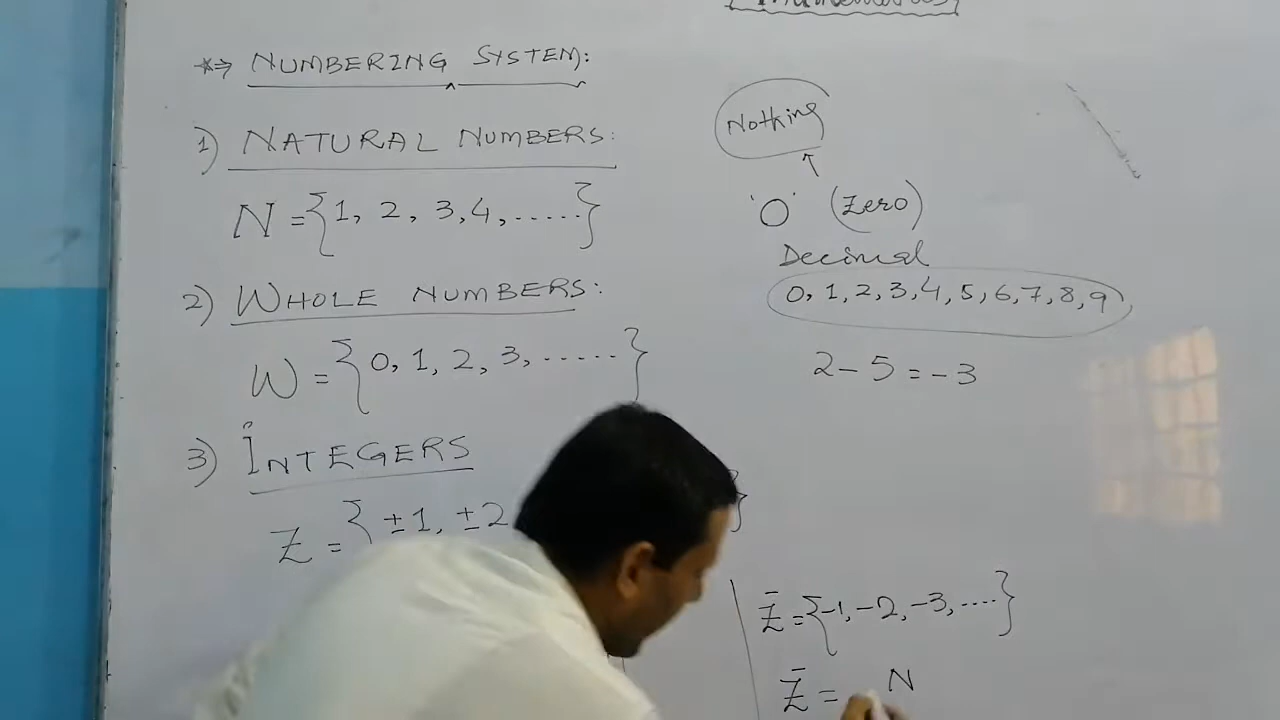 *⇒ NUMBERING SYSTEM:
1) NATURAL NUMBERS:
N = {1, 2, 3, 4, ......}
2) WHOLE NUMBERS:
W = {0, 1, 2, 3, ......}
3) INTEGERS
Z = { ±1, ±2 }
Nothing
↑
'0' (Zero)
Decimal
0, 1, 2, 3, 4, 5, 6, 7, 8, 9,
2 - 5 = -3
Z̄ = {-1, -2, -3, ....}
Z̄ = N